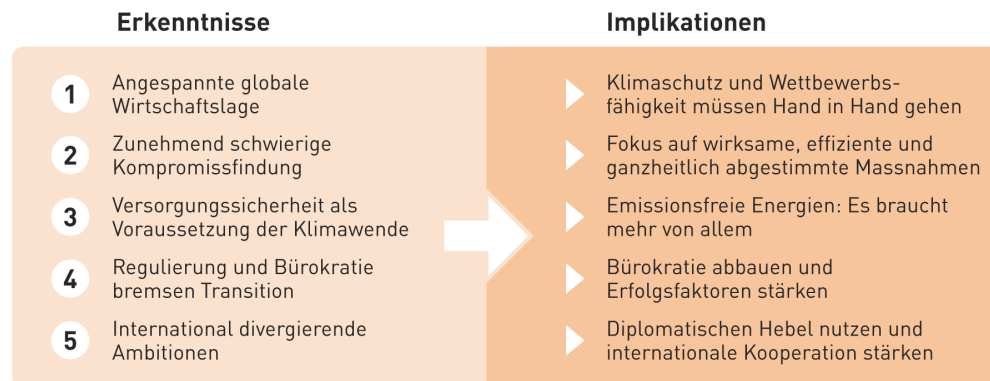 Erkenntnisse
Implikationen
1
Angespannte globale
Wirtschaftslage
Klimaschutz und Wettbewerbs-
fähigkeit müssen Hand in Hand gehen
2
Zunehmend schwierige
Kompromissfindung
Fokus auf wirksame, effiziente und
ganzheitlich abgestimmte Massnahmen
3
Versorgungssicherheit als
Voraussetzung der Klimawende
Emissionsfreie Energien: Es braucht
mehr von allem
4
Regulierung und Bürokratie
bremsen Transition
Bürokratie abbauen und
Erfolgsfaktoren stärken
5
International divergierende
Ambitionen
Diplomatischen Hebel nutzen und
internationale Kooperation stärken